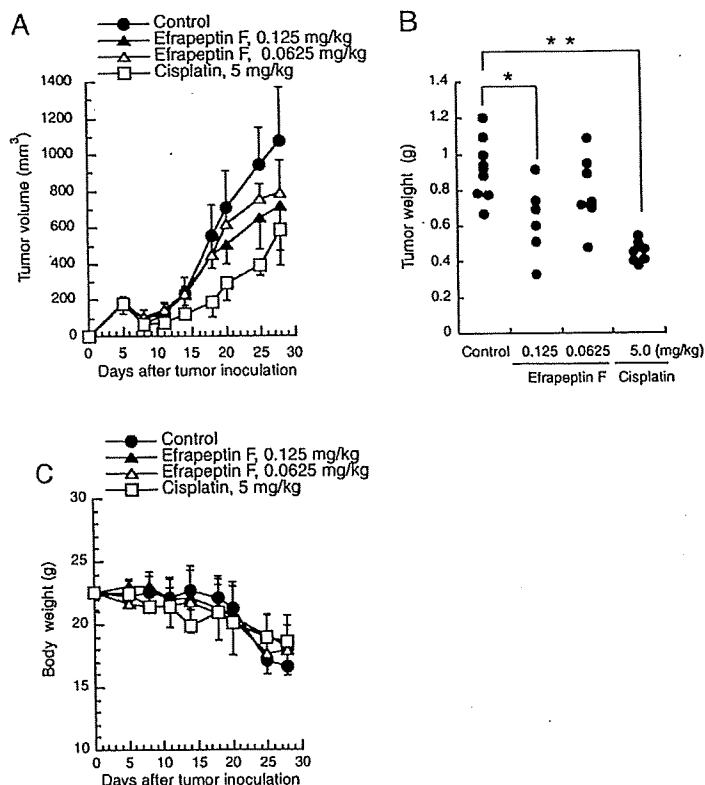 A
Control
Efrapeptin F, 0.125 mg/kg
Efrapeptin F, 0.0625 mg/kg
Cisplatin, 5 mg/kg
1400
1200
1000
800
600
400
200
0
Tumor volume (mm3)
0 5 10 15 20 25 30
Days after tumor inoculation
B
* *
*
1.4
1.2
1
0.8
0.6
0.4
0.2
0
Tumor weight (g)
Control 0.125 0.0625 5.0 (mg/kg)
Efrapeptin F Cisplatin
C
Control
Efrapeptin F, 0.125 mg/kg
Efrapeptin F, 0.0625 mg/kg
Cisplatin, 5 mg/kg
30
25
20
15
10
Body weight (g)
0 5 10 15 20 25 30
Days after tumor inoculation